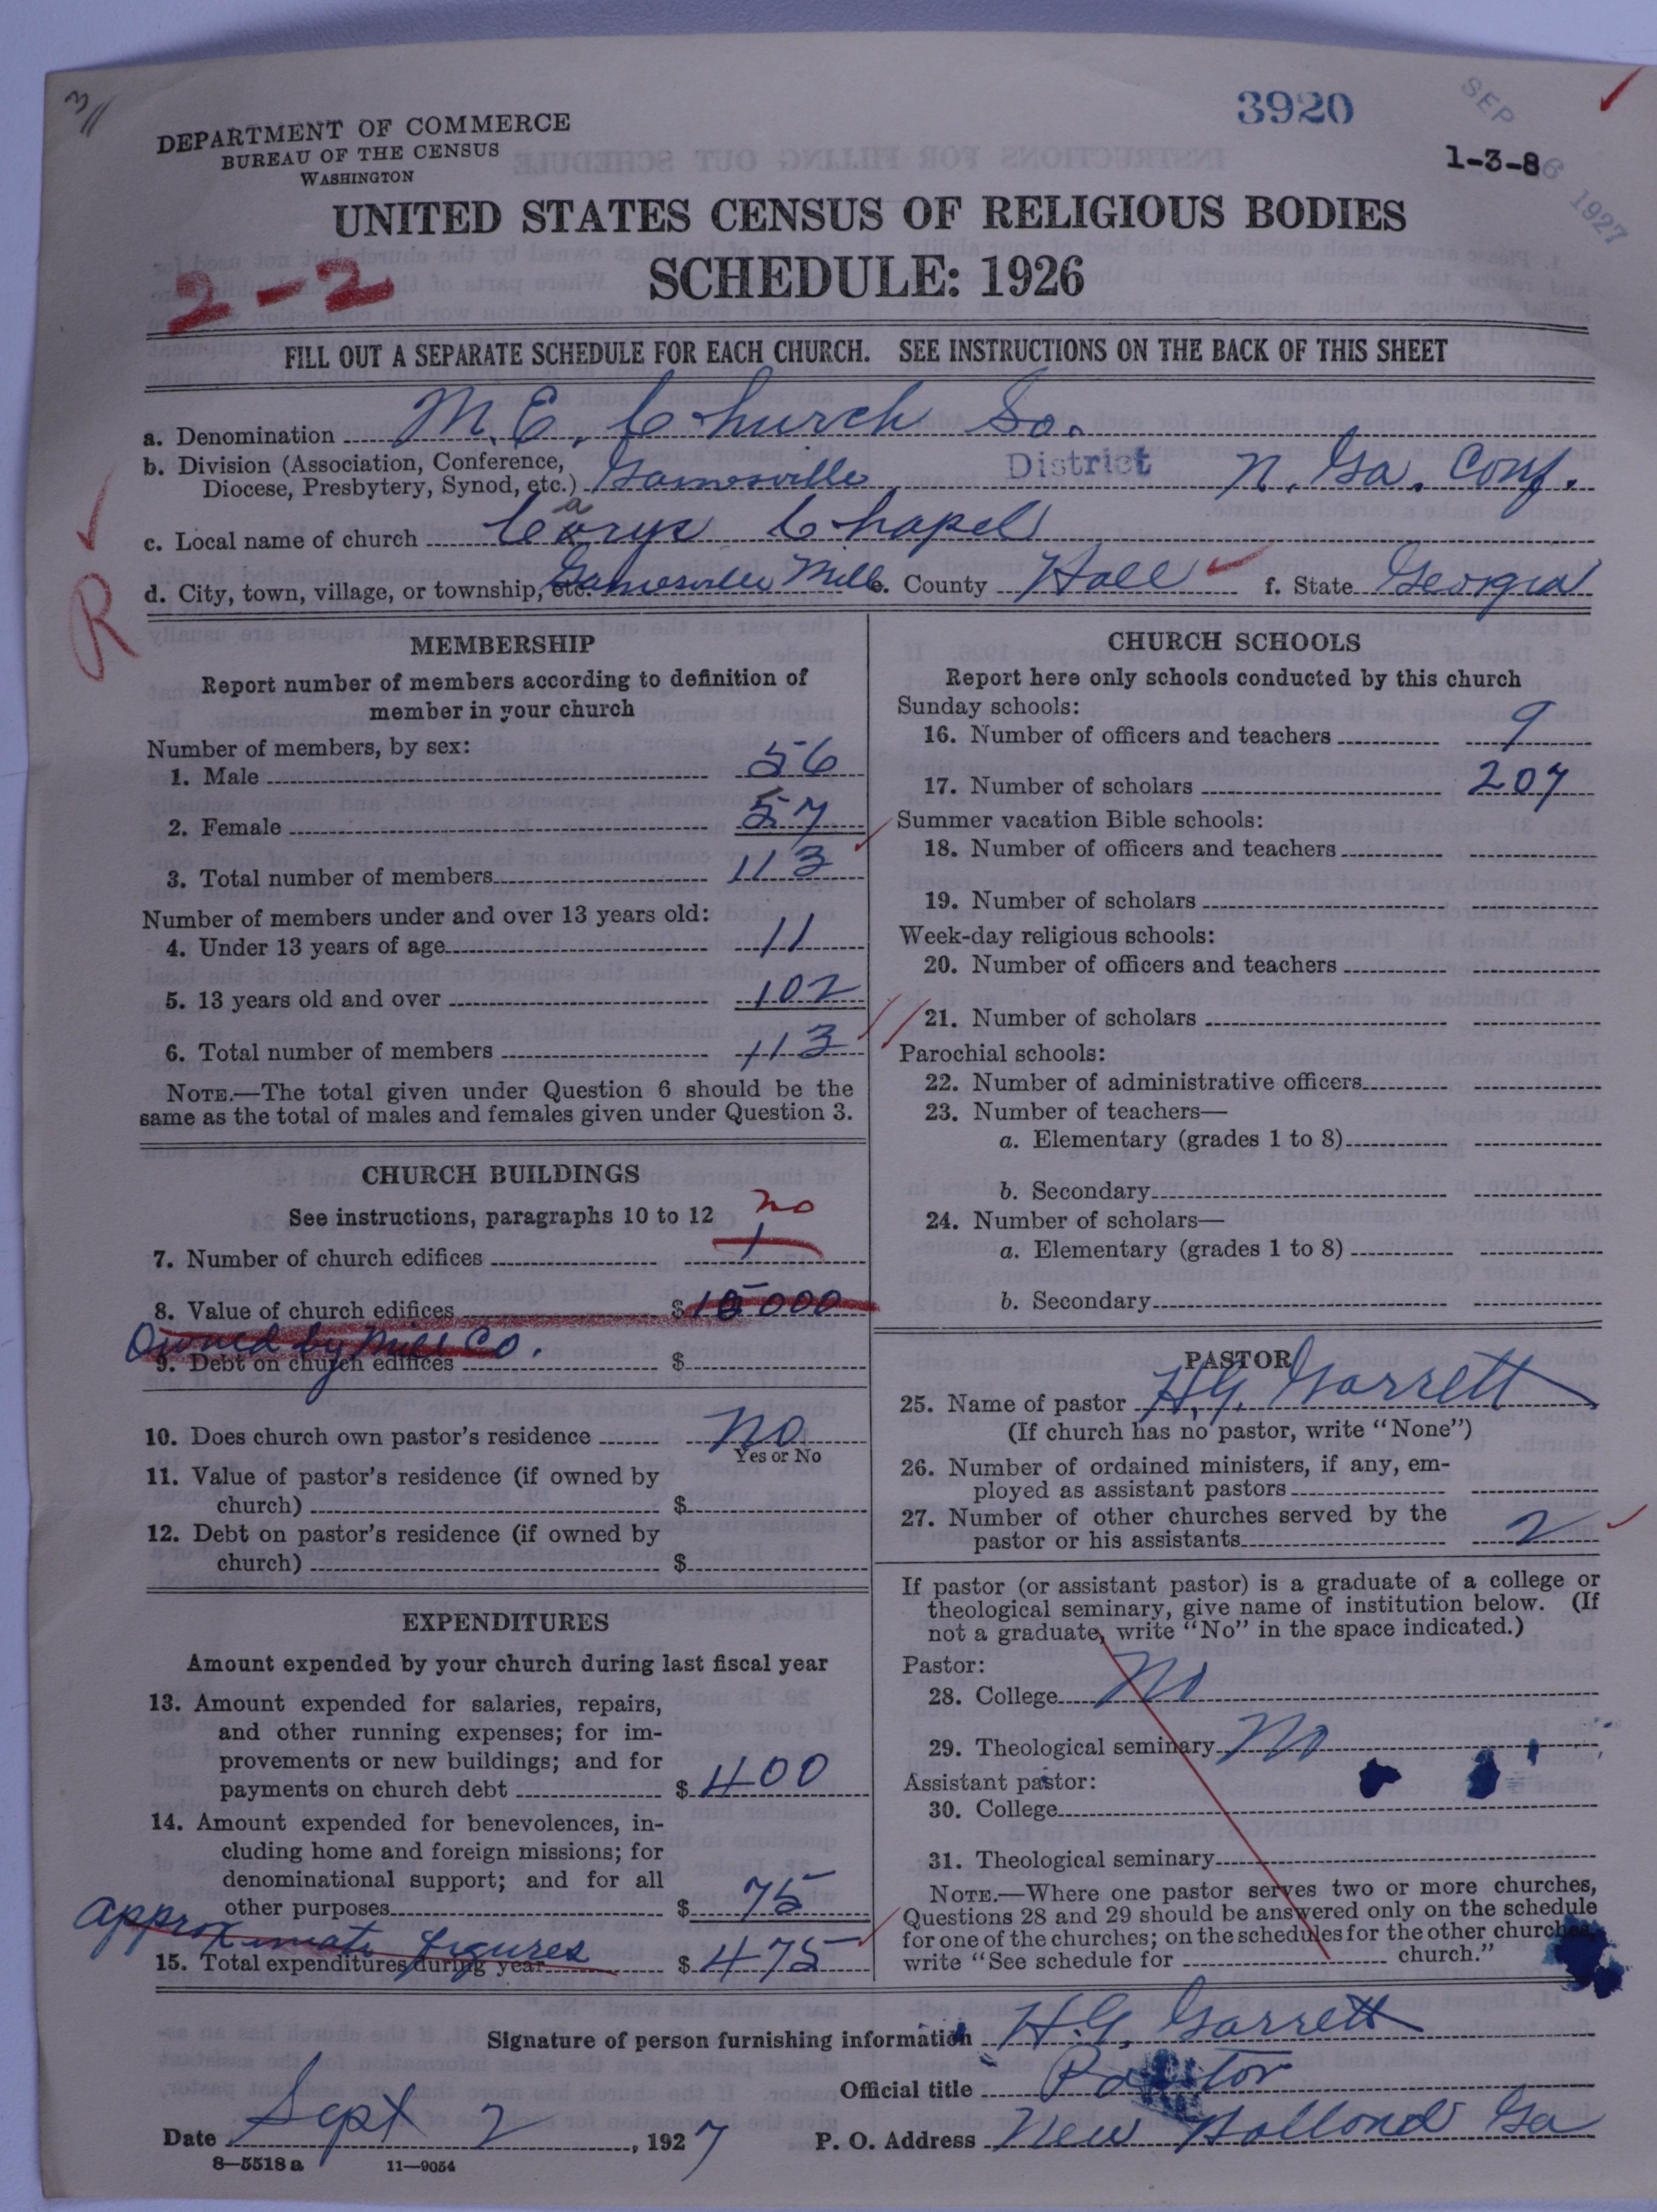 3//
3920
SEP 6 1927
1-3-8
DEPARTMENT OF COMMERCE
BUREAU OF THE CENSUS
WASHINGTON
UNITED STATES CENSUS OF RELIGIOUS BODIES
SCHEDULE: 1926
2-2
FILL OUT A SEPARATE SCHEDULE FOR EACH CHURCH. SEE INSTRUCTIONS ON THE BACK OF THIS SHEET
a. Denomination M.E. Church So.
b. Division (Association, Conference,
Diocese, Presbytery, Synod, etc.) Gainesville District N. Ga. Conf.
c. Local name of church Carys Chapel
d. City, town, village, or township, etc. Gainesville Mill e. County Hall f. State Georgia
R
MEMBERSHIP
Report number of members according to definition of
member in your church
Number of members, by sex:
1. Male 56
2. Female 57
3. Total number of members 113
Number of members under and over 13 years old:
4. Under 13 years of age 11
5. 13 years old and over 102
6. Total number of members 113
NOTE.—The total given under Question 6 should be the
same as the total of males and females given under Question 3.
CHURCH BUILDINGS
See instructions, paragraphs 10 to 12
no
7. Number of church edifices 1
8. Value of church edifices $ 15000
Owned by Mill Co.
9. Debt on church edifices $
10. Does church own pastor's residence No
Yes or No
11. Value of pastor's residence (if owned by
church) $
12. Debt on pastor's residence (if owned by
church) $
EXPENDITURES
Amount expended by your church during last fiscal year
13. Amount expended for salaries, repairs,
and other running expenses; for im-
provements or new buildings; and for
payments on church debt $ 400
14. Amount expended for benevolences, in-
cluding home and foreign missions; for
denominational support; and for all
other purposes $ 75
approximate figures
15. Total expenditures during year $ 475
CHURCH SCHOOLS
Report here only schools conducted by this church
Sunday schools:
16. Number of officers and teachers 9
17. Number of scholars 207
Summer vacation Bible schools:
18. Number of officers and teachers
19. Number of scholars
Week-day religious schools:
20. Number of officers and teachers
21. Number of scholars
Parochial schools:
22. Number of administrative officers
23. Number of teachers—
a. Elementary (grades 1 to 8)
b. Secondary
24. Number of scholars—
a. Elementary (grades 1 to 8)
b. Secondary
PASTOR
25. Name of pastor H.G. Garrett
(If church has no pastor, write "None")
26. Number of ordained ministers, if any, em-
ployed as assistant pastors
27. Number of other churches served by the
pastor or his assistants 2
If pastor (or assistant pastor) is a graduate of a college or
theological seminary, give name of institution below. (If
not a graduate, write "No" in the space indicated.)
Pastor:
28. College No
29. Theological seminary No
Assistant pastor:
30. College
31. Theological seminary
NOTE.—Where one pastor serves two or more churches,
Questions 28 and 29 should be answered only on the schedule
for one of the churches; on the schedules for the other churches,
write "See schedule for church."
Signature of person furnishing information H.G. Garrett
Official title Pastor
Date Sept 2, 1927 P. O. Address New Holland Ga
8—5518 a 11—9054